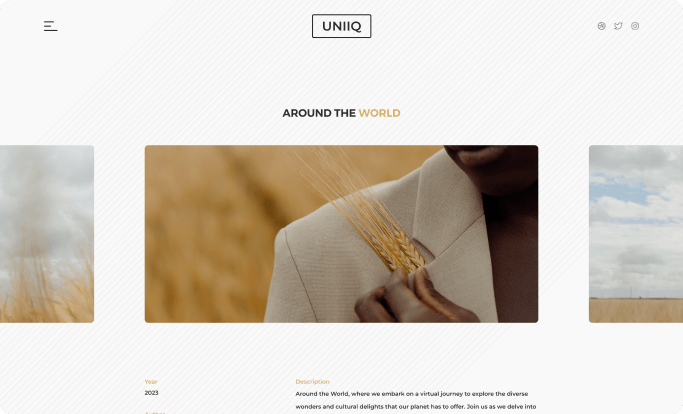 UNIIQ
AROUND THE WORLD
Year
2023
Description
Around the World, where we embark on a virtual journey to explore the diverse
wonders and cultural delights that our planet has to offer. Join us as we delve into